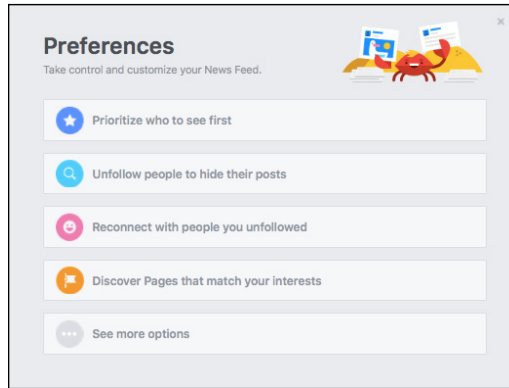 Preferences
Take control and customize your News Feed.
Prioritize who to see first
Unfollow people to hide their posts
Reconnect with people you unfollowed
Discover Pages that match your interests
See more options